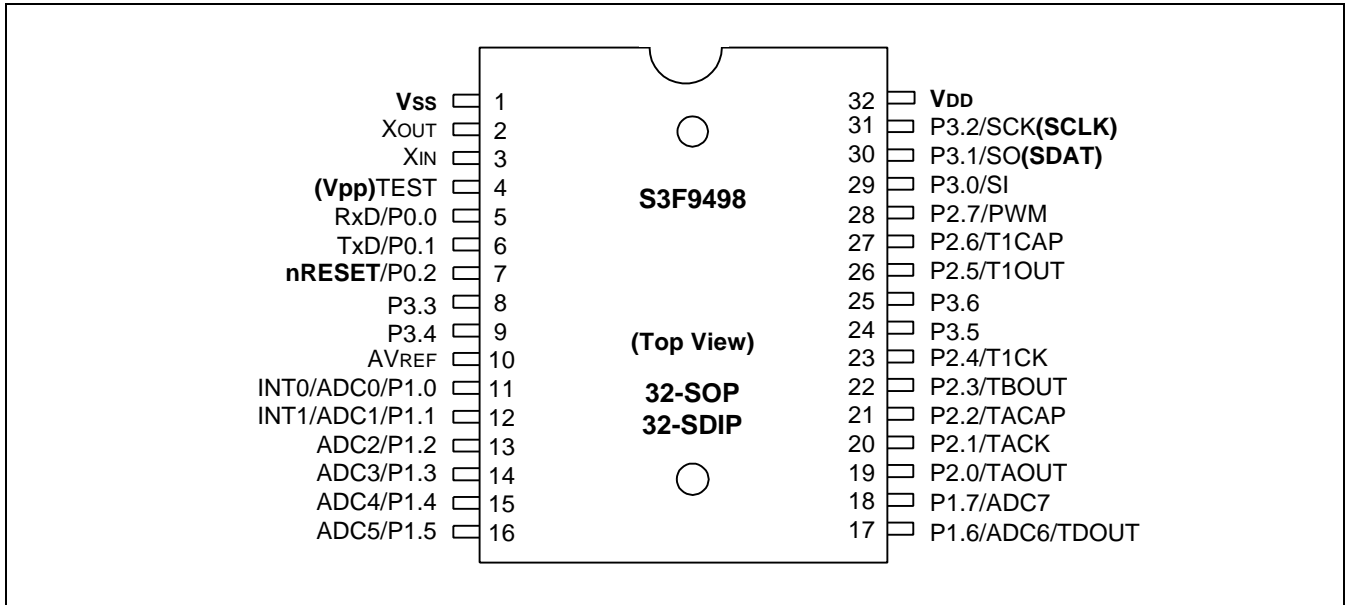 VSS 1
XOUT 2
XIN 3
(Vpp)TEST 4
RxD/P0.0 5
TxD/P0.1 6
nRESET/P0.2 7
P3.3 8
P3.4 9
AVREF 10
INT0/ADC0/P1.0 11
INT1/ADC1/P1.1 12
ADC2/P1.2 13
ADC3/P1.3 14
ADC4/P1.4 15
ADC5/P1.5 16
S3F9498
(Top View)
32-SOP
32-SDIP
32 VDD
31 P3.2/SCK(SCLK)
30 P3.1/SO(SDAT)
29 P3.0/SI
28 P2.7/PWM
27 P2.6/T1CAP
26 P2.5/T1OUT
25 P3.6
24 P3.5
23 P2.4/T1CK
22 P2.3/TBOUT
21 P2.2/TACAP
20 P2.1/TACK
19 P2.0/TAOUT
18 P1.7/ADC7
17 P1.6/ADC6/TDOUT